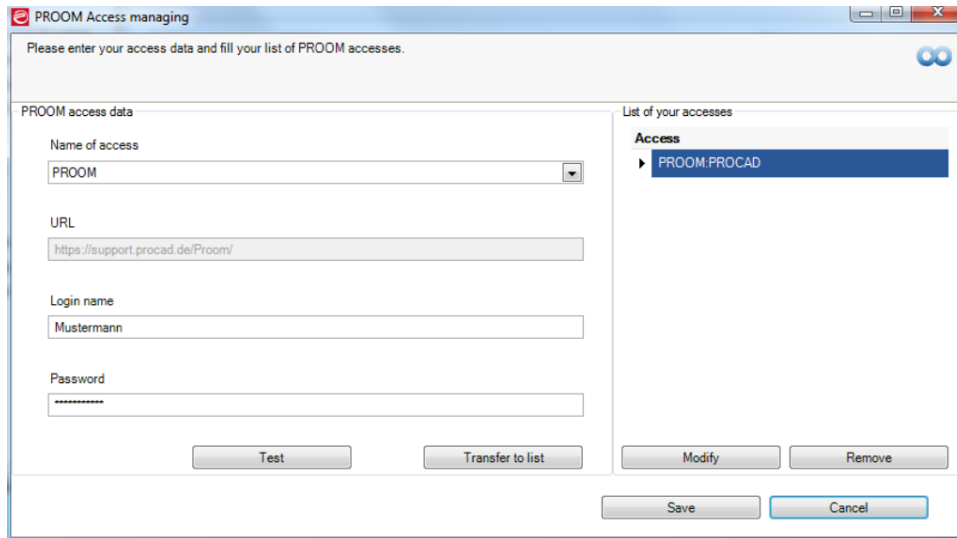 PROOM Access managing
Please enter your access data and fill your list of PROOM accesses.
PROOM access data
Name of access
PROOM
URL
https://support.procad.de/Proom/
Login name
Mustermann
Password
***********
Test
Transfer to list
List of your accesses
Access
PROOM:PROCAD
Modify
Remove
Save
Cancel